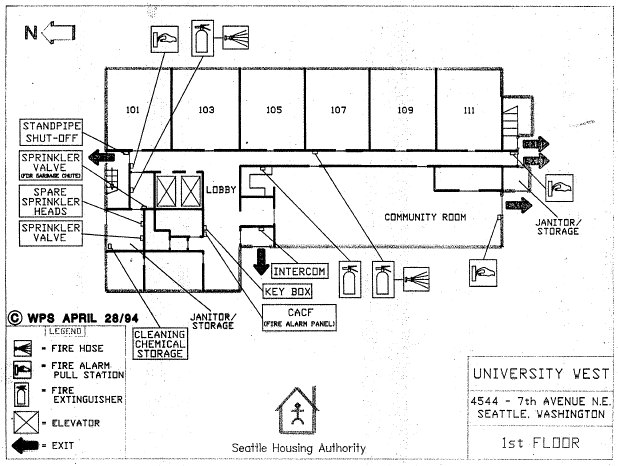 N
101
103
105
107
109
111
STANDPIPE
SHUT-OFF
SPRINKLER
VALVE
(FOR GARBAGE CHUTE)
SPARE
SPRINKLER
HEADS
SPRINKLER
VALVE
LOBBY
COMMUNITY ROOM
JANITOR/
STORAGE
INTERCOM
KEY BOX
CACF
(FIRE ALARM PANEL)
JANITOR/
STORAGE
CLEANING
CHEMICAL
STORAGE
© WPS APRIL 28/94
LEGEND
= FIRE HOSE
= FIRE ALARM
PULL STATION
= FIRE
EXTINGUISHER
= ELEVATOR
= EXIT
Seattle Housing Authority
UNIVERSITY WEST
4544 - 7th AVENUE N.E.
SEATTLE, WASHINGTON
1st FLOOR